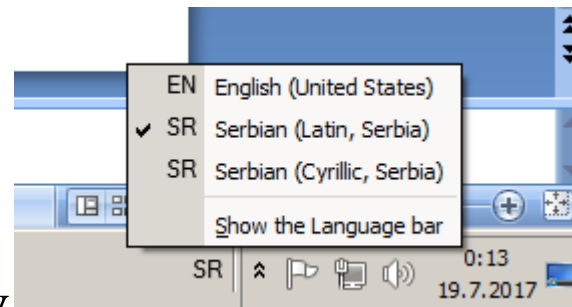 EN English (United States)
SR Serbian (Latin, Serbia)
SR Serbian (Cyrillic, Serbia)
Show the Language bar
SR 0:13
19.7.2017